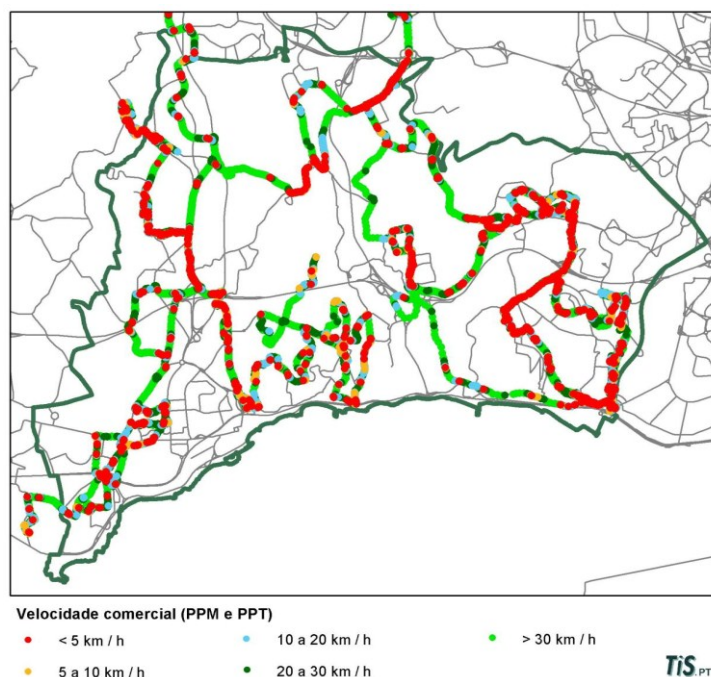 Velocidade comercial (PPM e PPT)
< 5 km / h
10 a 20 km / h
> 30 km / h
5 a 10 km / h
20 a 30 km / h
TiS.PT